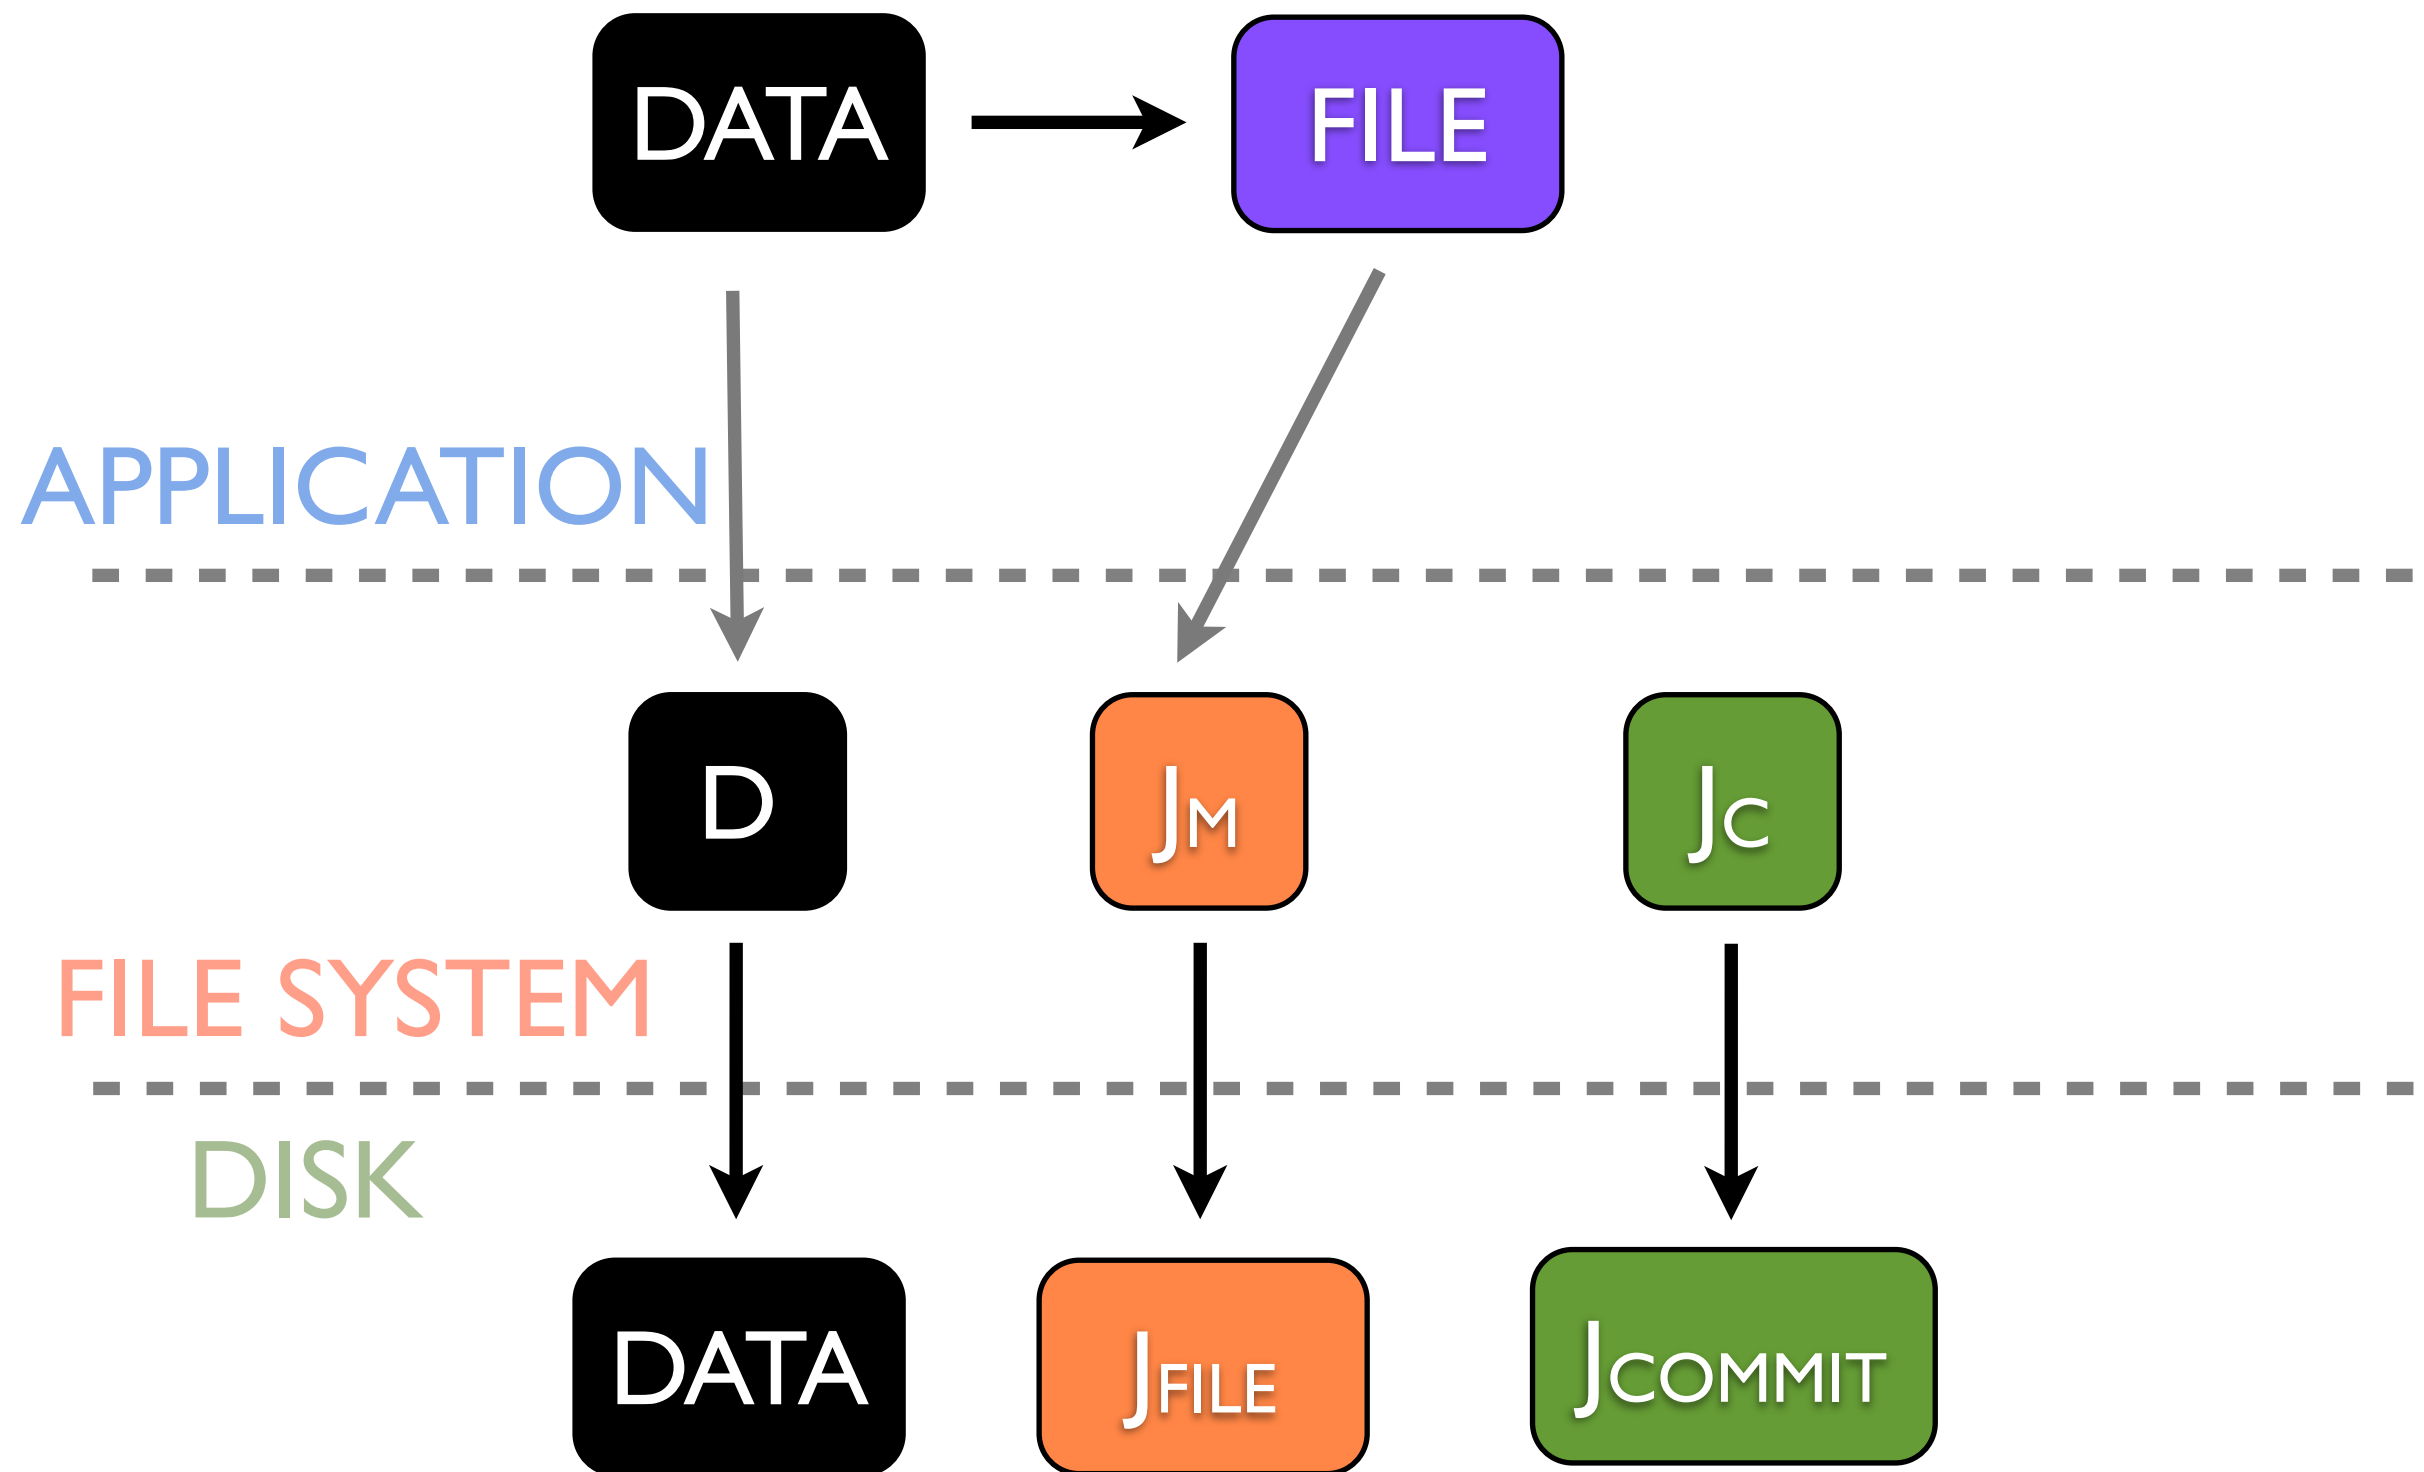 DATA
FILE
APPLICATION
D
JM
JC
FILE SYSTEM
DISK
DATA
JFILE
JCOMMIT